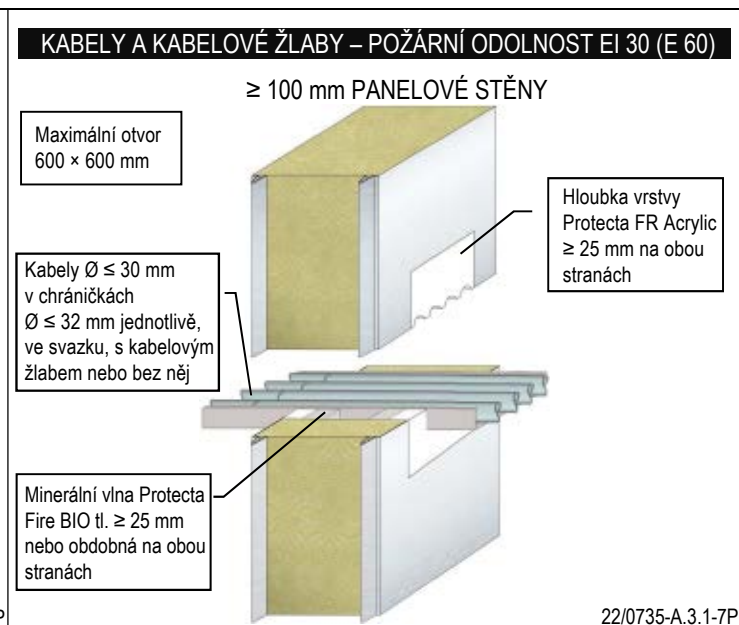 KABELY A KABELOVÉ ŽLABY – POŽÁRNÍ ODOLNOST EI 30 (E 60)
≥ 100 mm PANELOVÉ STĚNY
Maximální otvor
600 × 600 mm
Hloubka vrstvy
Protecta FR Acrylic
≥ 25 mm na obou
stranách
Kabely Ø ≤ 30 mm
v chráničkách
Ø ≤ 32 mm jednotlivě,
ve svazku, s kabelovým
žlabem nebo bez něj
Minerální vlna Protecta
Fire BIO tl. ≥ 25 mm
nebo obdobná na obou
stranách
P
22/0735-A.3.1-7P